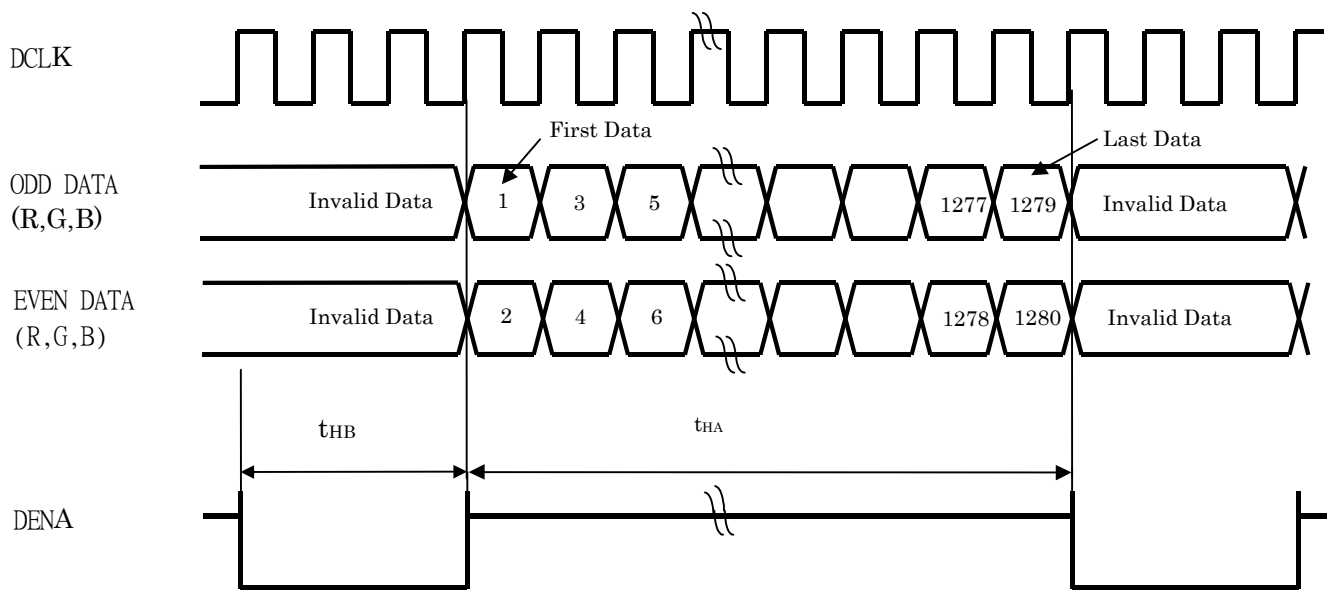 DCLK
First Data
Last Data
ODD DATA
(R,G,B)
Invalid Data 1 3 5 1277 1279 Invalid Data
EVEN DATA
(R,G,B)
Invalid Data 2 4 6 1278 1280 Invalid Data
tHB
tHA
DENA